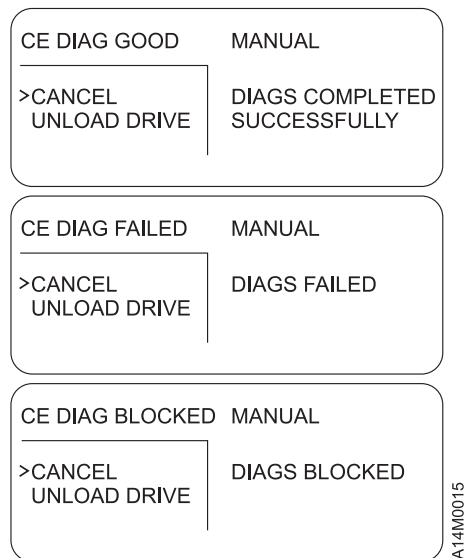 CE DIAG GOOD MANUAL
>CANCEL DIAGS COMPLETED
UNLOAD DRIVE SUCCESSFULLY
CE DIAG FAILED MANUAL
>CANCEL DIAGS FAILED
UNLOAD DRIVE
CE DIAG BLOCKED MANUAL
>CANCEL DIAGS BLOCKED
UNLOAD DRIVE
A14M0015